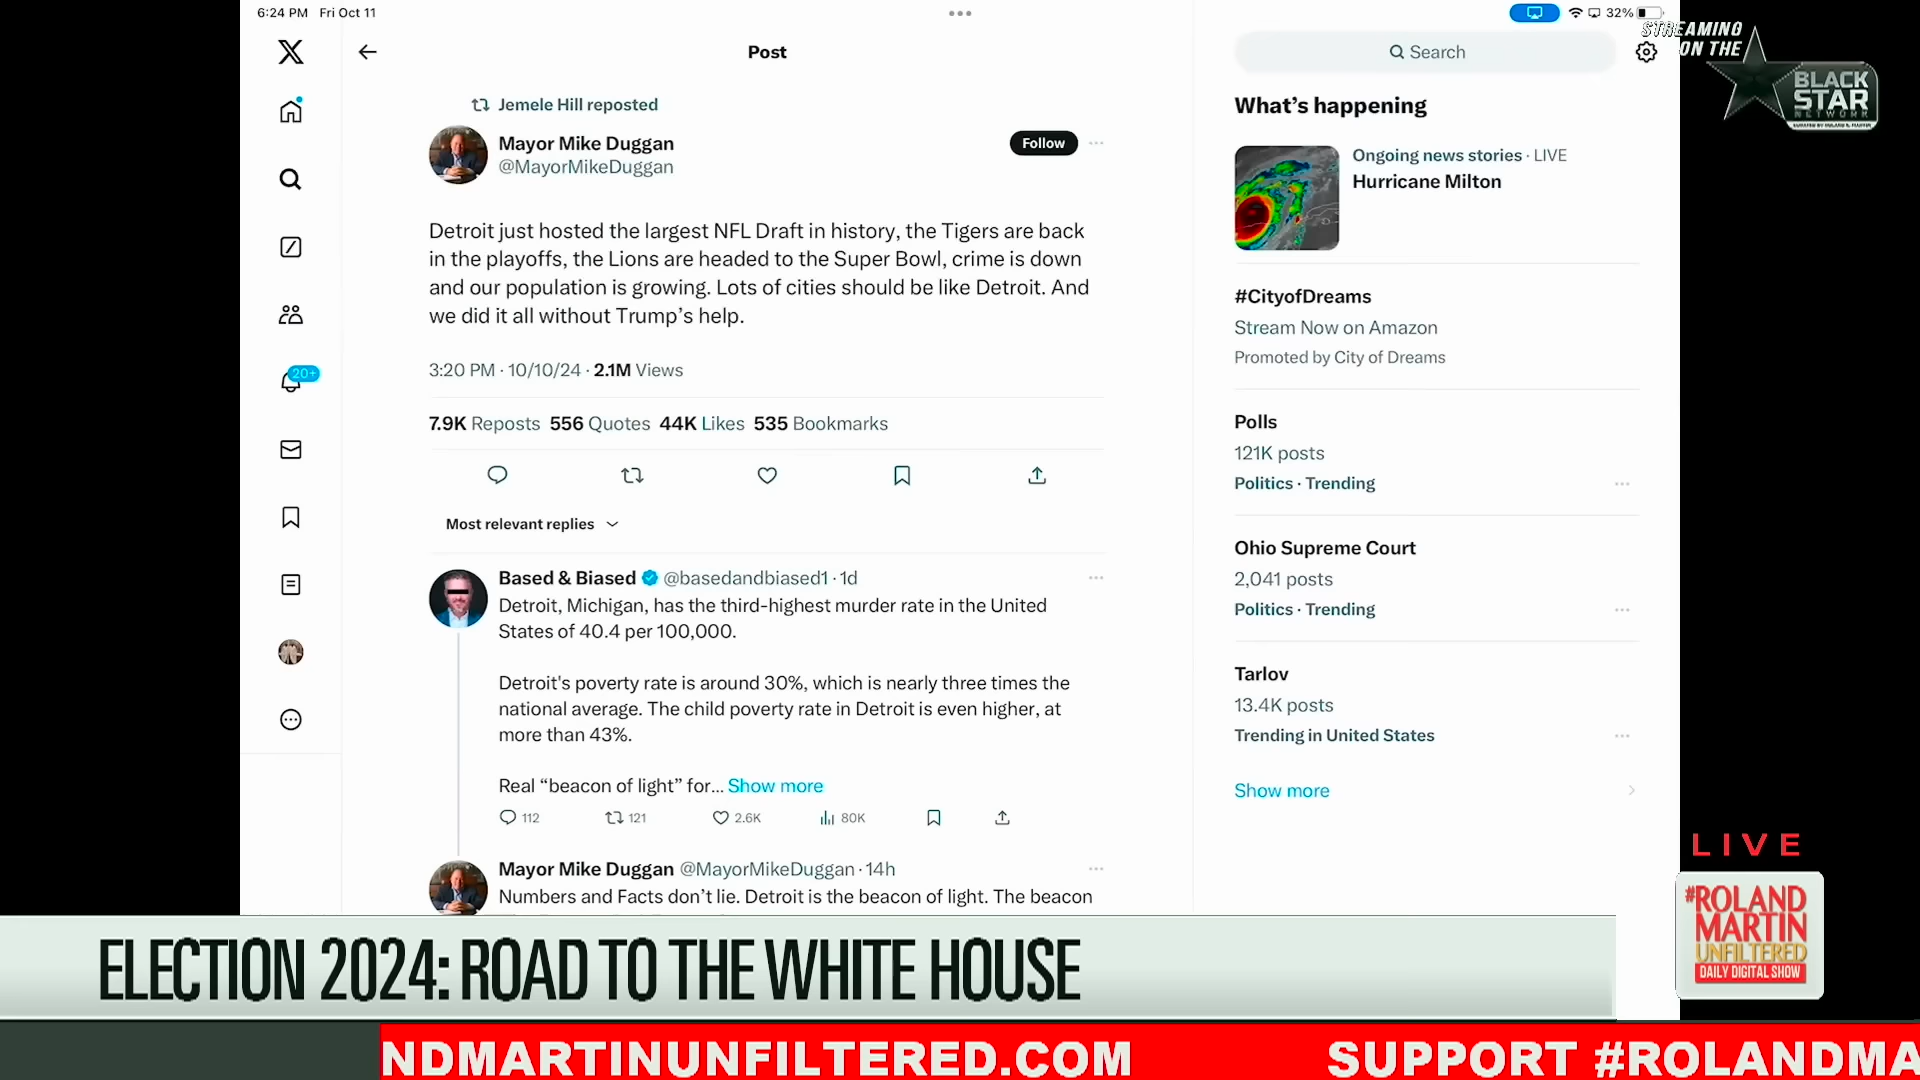 6:24 PM Fri Oct 11
32%
STREAMING
ON THE
BLACK
STAR
NETWORK
Post
Search
Jemele Hill reposted
Mayor Mike Duggan
@MayorMikeDuggan
Follow
Detroit just hosted the largest NFL Draft in history, the Tigers are back
in the playoffs, the Lions are headed to the Super Bowl, crime is down
and our population is growing. Lots of cities should be like Detroit. And
we did it all without Trump’s help.
3:20 PM · 10/10/24 · 2.1M Views
7.9K Reposts 556 Quotes 44K Likes 535 Bookmarks
Most relevant replies
20+
Based & Biased @basedandbiased1 · 1d
Detroit, Michigan, has the third-highest murder rate in the United
States of 40.4 per 100,000.
Detroit's poverty rate is around 30%, which is nearly three times the
national average. The child poverty rate in Detroit is even higher, at
more than 43%.
Real “beacon of light” for... Show more
112 121 2.6K 80K
Mayor Mike Duggan @MayorMikeDuggan · 14h
Numbers and Facts don’t lie. Detroit is the beacon of light. The beacon
What’s happening
Ongoing news stories · LIVE
Hurricane Milton
#CityofDreams
Stream Now on Amazon
Promoted by City of Dreams
Polls
121K posts
Politics · Trending
Ohio Supreme Court
2,041 posts
Politics · Trending
Tarlov
13.4K posts
Trending in United States
Show more
LIVE
#ROLAND
MARTIN
UNFILTERED
DAILY DIGITAL SHOW
ELECTION 2024: ROAD TO THE WHITE HOUSE
NDMARTINUNFILTERED.COM SUPPORT #ROLANDMA